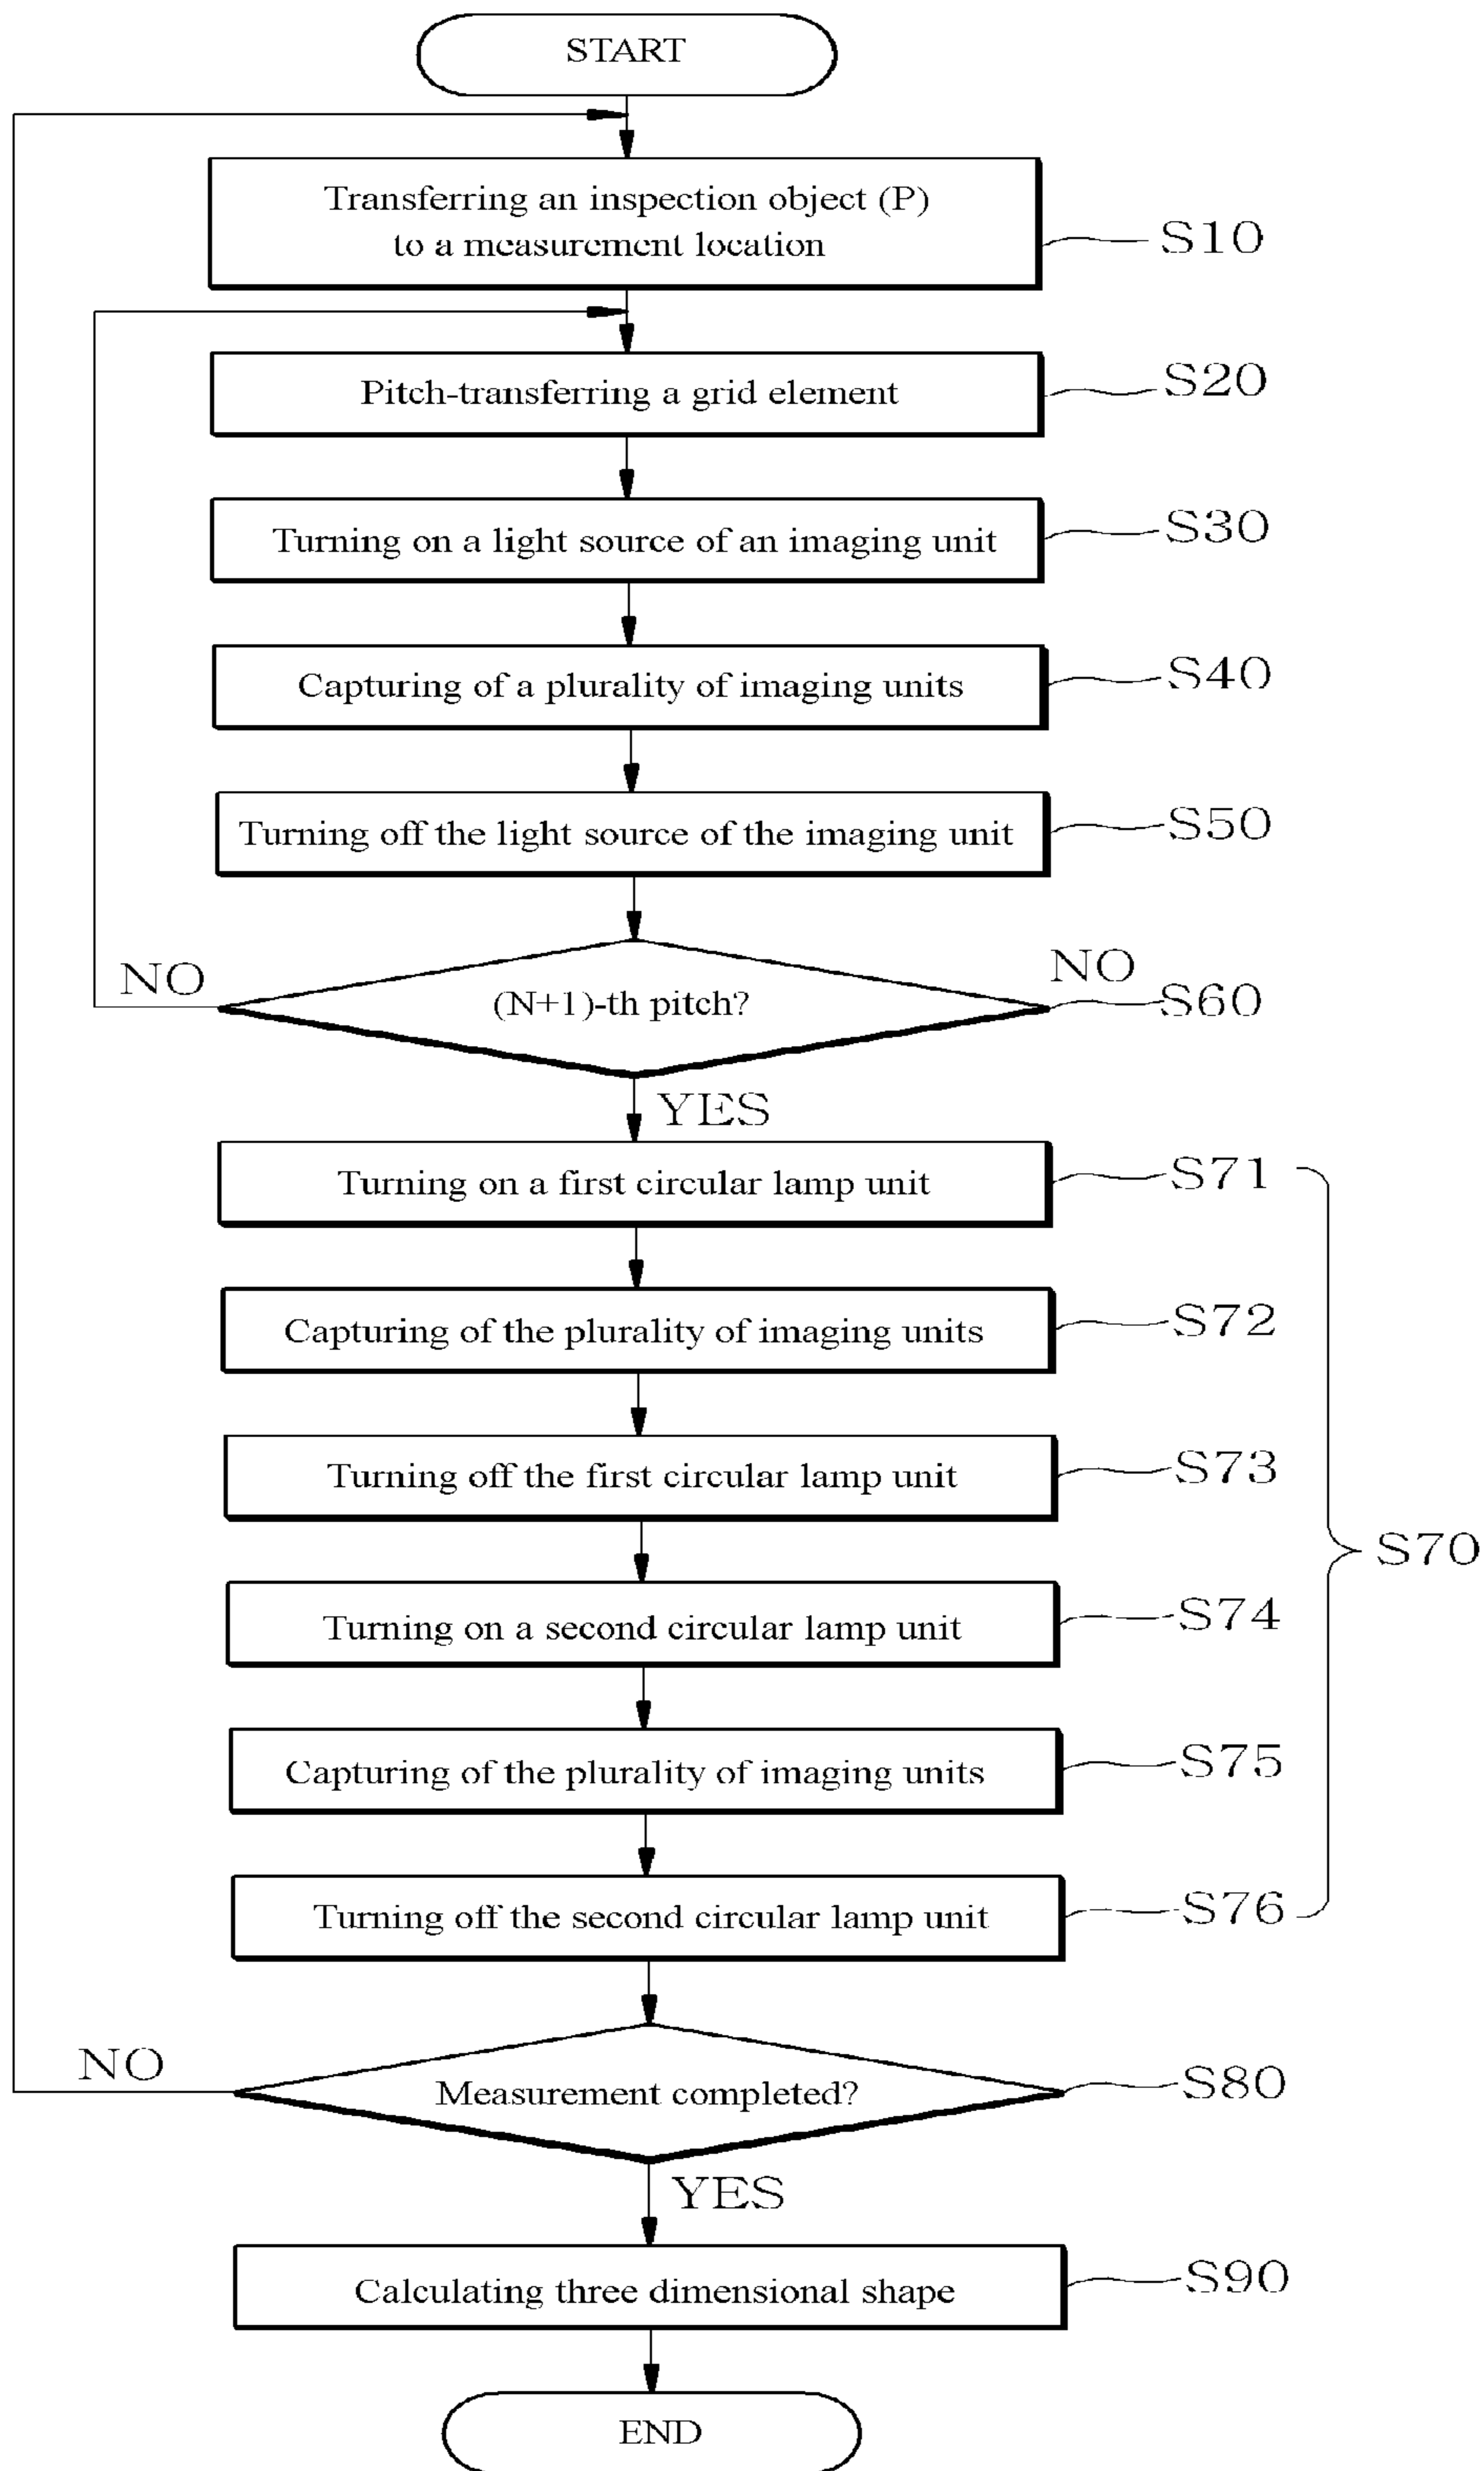 START
Transferring an inspection object (P)
to a measurement location
S10
Pitch-transferring a grid element
S20
Turning on a light source of an imaging unit
S30
Capturing of a plurality of imaging units
S40
Turning off the light source of the imaging unit
S50
NO
(N+1)-th pitch?
NO
S60
YES
Turning on a first circular lamp unit
S71
Capturing of the plurality of imaging units
S72
Turning off the first circular lamp unit
S73
S70
Turning on a second circular lamp unit
S74
Capturing of the plurality of imaging units
S75
Turning off the second circular lamp unit
S76
NO
Measurement completed?
S80
YES
Calculating three dimensional shape
S90
END